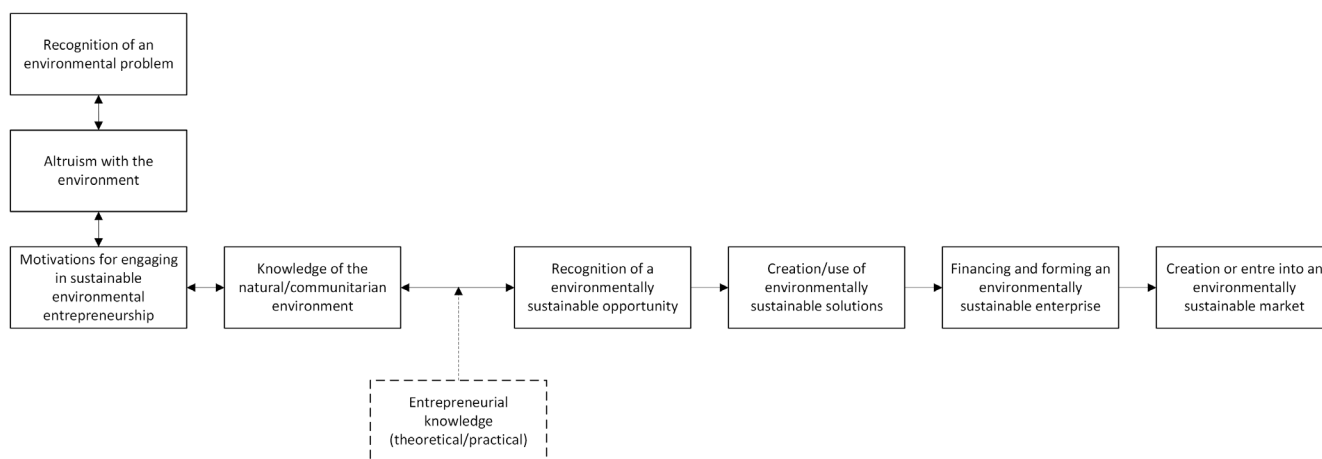 Recognition of an
environmental problem
Altruism with the
environment
Motivations for engaging
in sustainable
environmental
entrepreneurship
Knowledge of the
natural/communitarian
environment
Recognition of a
environmentally
sustainable opportunity
Creation/use of
environmentally
sustainable solutions
Financing and forming an
environmentally
sustainable enterprise
Creation or entre into an
environmentally
sustainable market
Entrepreneurial
knowledge
(theoretical/practical)